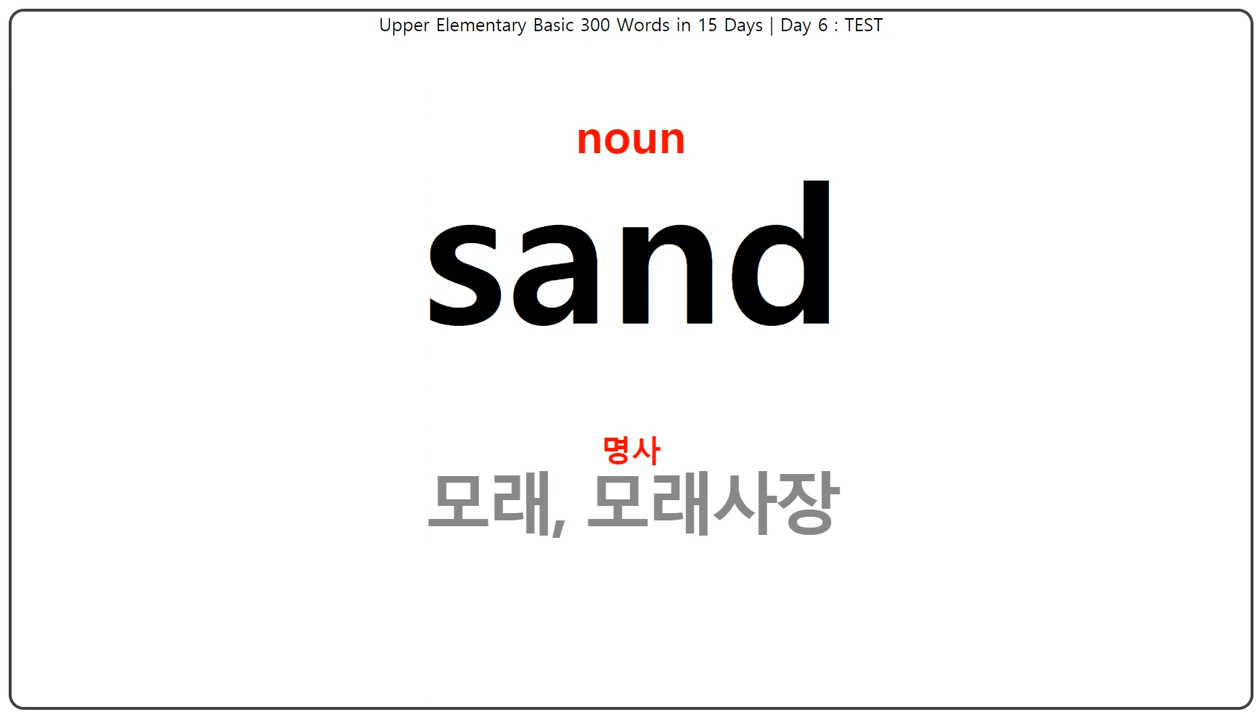 Upper Elementary Basic 300 Words in 15 Days | Day 6 : TEST
noun
sand
명사
모래, 모래사장